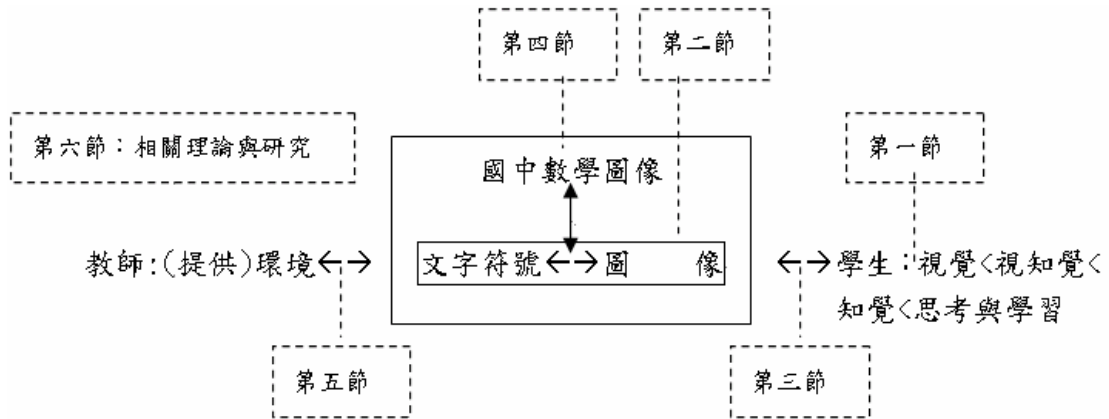 第四節
第二節
第六節：相關理論與研究
第一節
國中數學圖像
教師:(提供)環境←→
文字符號←→圖 像
←→學生：視覺<視知覺<
知覺<思考與學習
第五節
第三節